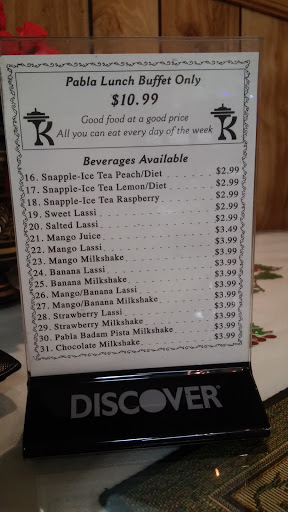 Pabla Lunch Buffet Only
$10.99
Good food at a good price
All you can eat every day of the week
Beverages Available
16. Snapple-Ice Tea Peach/Diet $2.99
17. Snapple-Ice Tea Lemon/Diet $2.99
18. Snapple-Ice Tea Raspberry $2.99
19. Sweet Lassi $2.99
20. Salted Lassi $2.99
21. Mango Juice $3.49
22. Mango Lassi $3.99
23. Mango Milkshake $3.99
24. Banana Lassi $3.99
25. Banana Milkshake $3.99
26. Mango/Banana Lassi $3.99
27. Mango/Banana Milkshake $3.99
28. Strawberry Lassi $3.99
29. Strawberry Milkshake $3.99
30. Pabla Badam Pista Milkshake $3.99
31. Chocolate Milkshake $3.99
DISCOVER